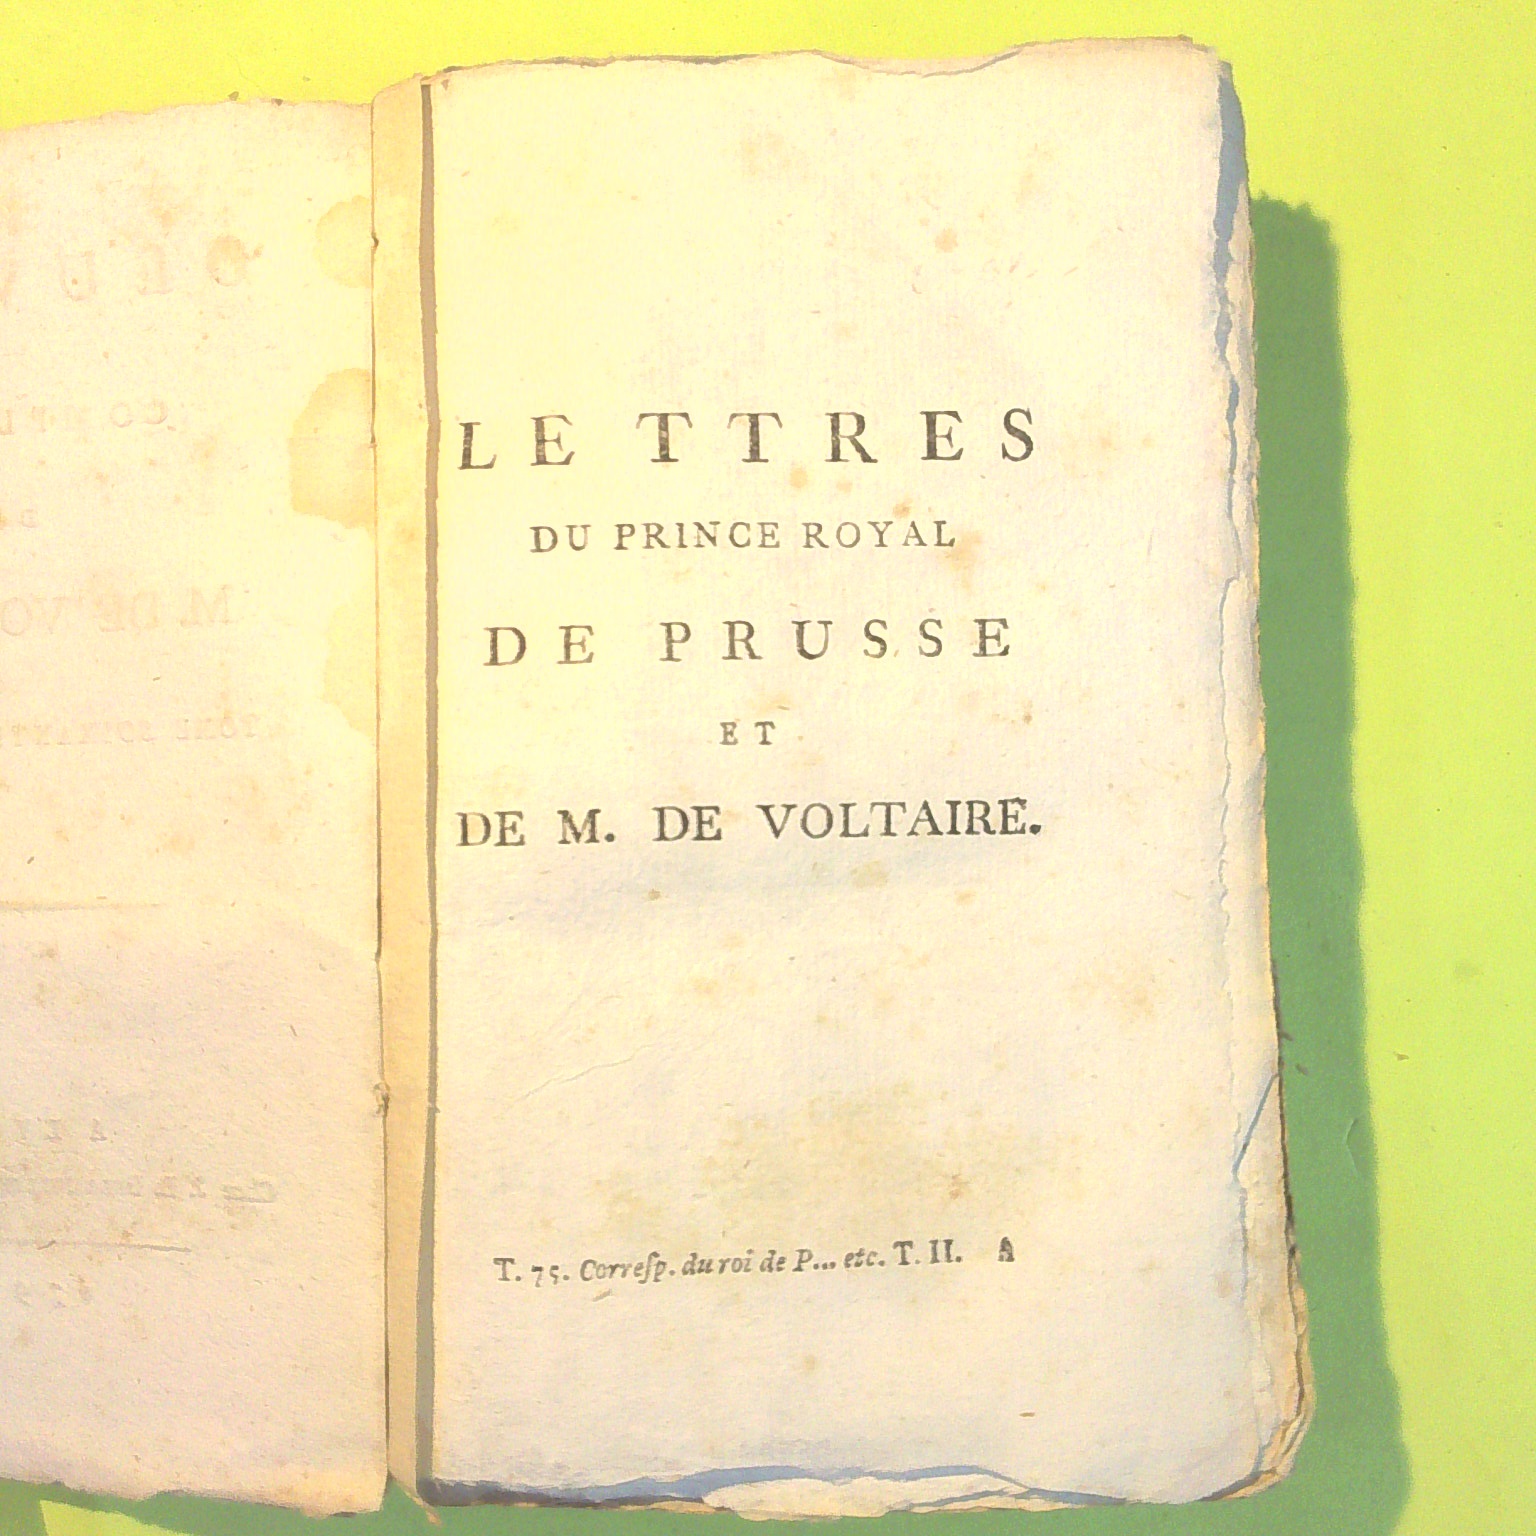 LETTRES
DU PRINCE ROYAL
DE PRUSSE
ET
DE M. DE VOLTAIRE.
T. 75. Correſp. du roi de P... etc. T. II. A